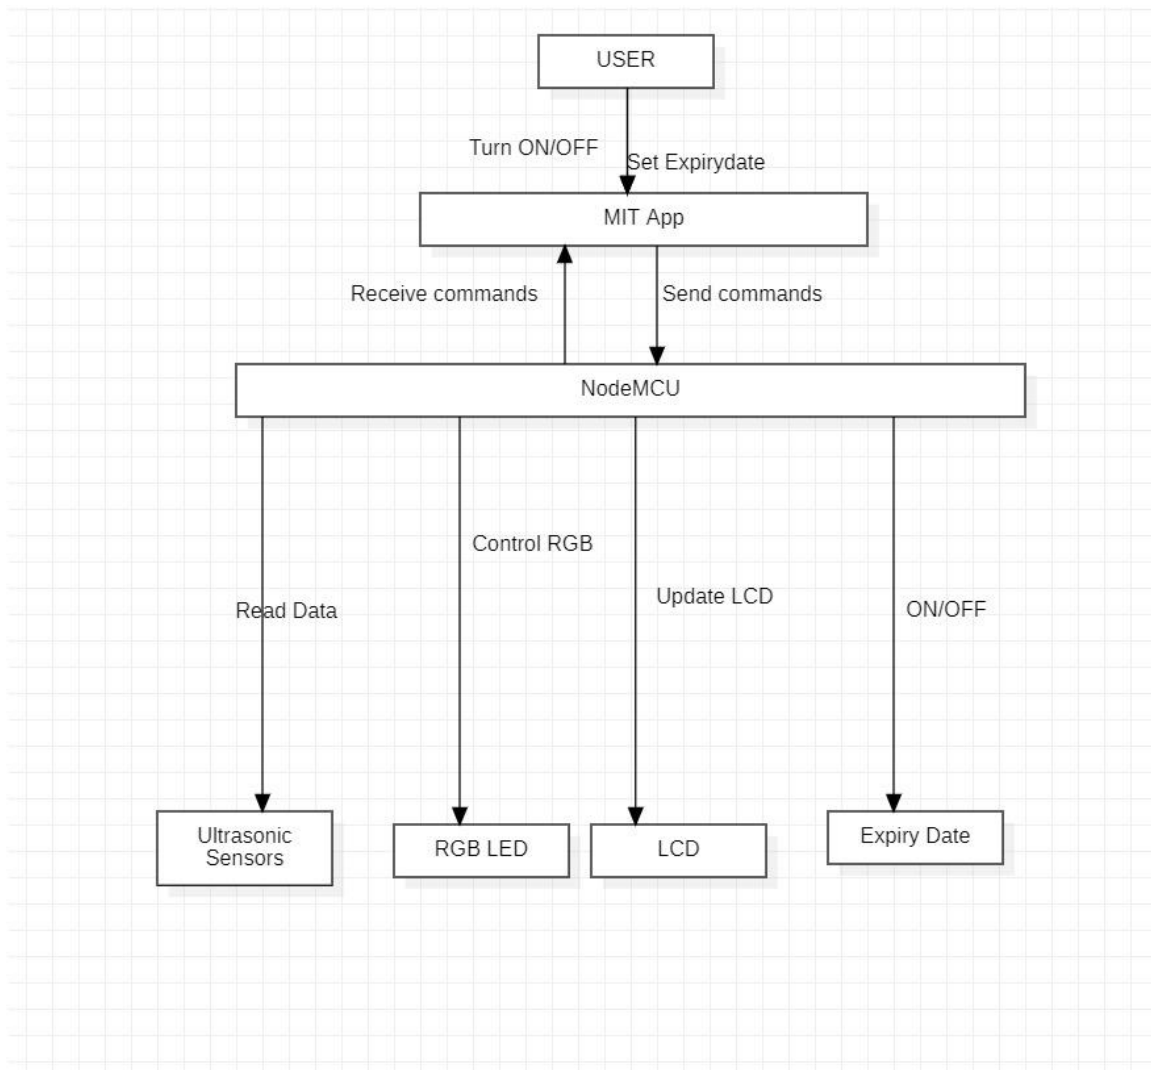 USER
Turn ON/OFF
Set Expirydate
MIT App
Receive commands
Send commands
NodeMCU
Control RGB
Update LCD
Read Data
ON/OFF
Ultrasonic
Sensors
RGB LED
LCD
Expiry Date